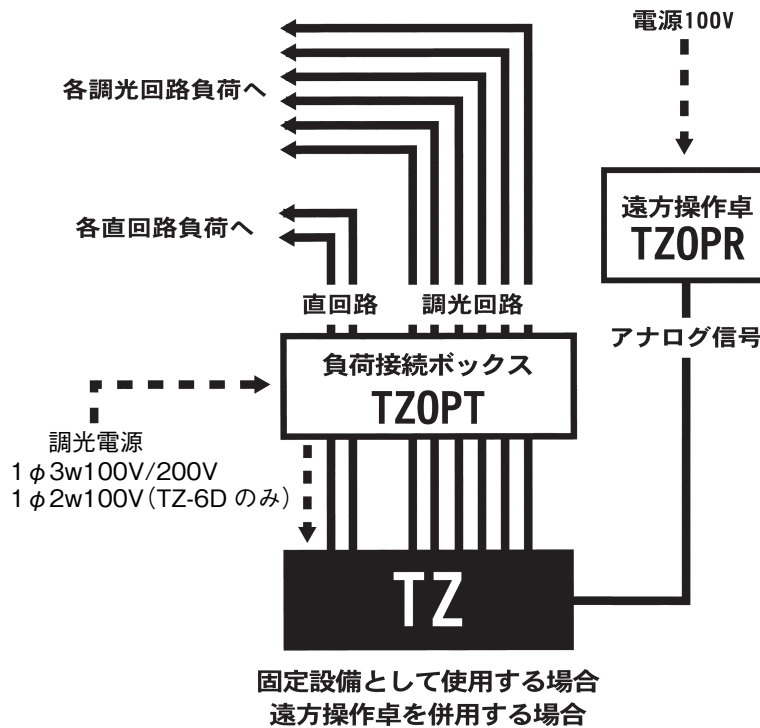 電源100V
各調光回路負荷へ
遠方操作卓
TZOPR
各直回路負荷へ
直回路
調光回路
アナログ信号
負荷接続ボックス
TZOPT
調光電源
1φ3w100V/200V
1φ2w100V(TZ-6D のみ)
TZ
固定設備として使用する場合
遠方操作卓を併用する場合